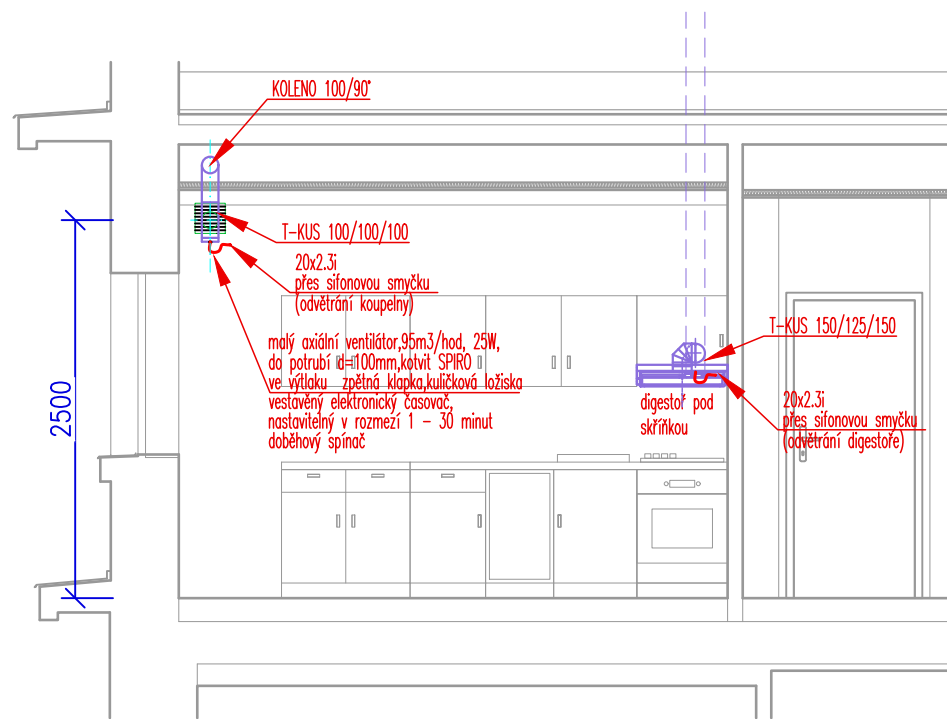 KOLENO 100/90°
T-KUS 100/100/100
20x2.3i
přes sifonovou smyčku
(odvětrání koupelny)
malý axiální ventilátor,95m3/hod, 25W,
do potrubí d=100mm,kotvit SPIRO
ve výtlaku zpětná klapka,kuličková ložiska
vestavěný elektronický časovač,
nastavitelný v rozmezí 1 – 30 minut
doběhový spínač
T-KUS 150/125/150
digestoř pod
skříňkou
20x2.3i
přes sifonovou smyčku
(odvětrání digestoře)
2500